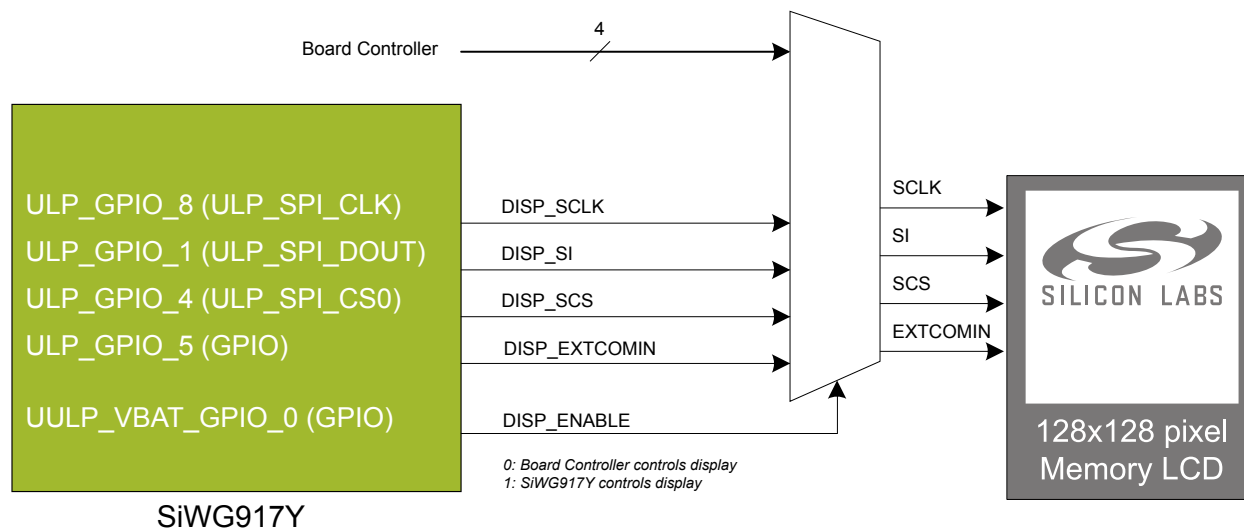 4
Board Controller
ULP_GPIO_8 (ULP_SPI_CLK)
ULP_GPIO_1 (ULP_SPI_DOUT)
ULP_GPIO_4 (ULP_SPI_CS0)
ULP_GPIO_5 (GPIO)
UULP_VBAT_GPIO_0 (GPIO)
SiWG917Y
DISP_SCLK
DISP_SI
DISP_SCS
DISP_EXTCOMIN
DISP_ENABLE
0: Board Controller controls display
1: SiWG917Y controls display
SCLK
SI
SCS
EXTCOMIN
SILICON LABS
128x128 pixel
Memory LCD